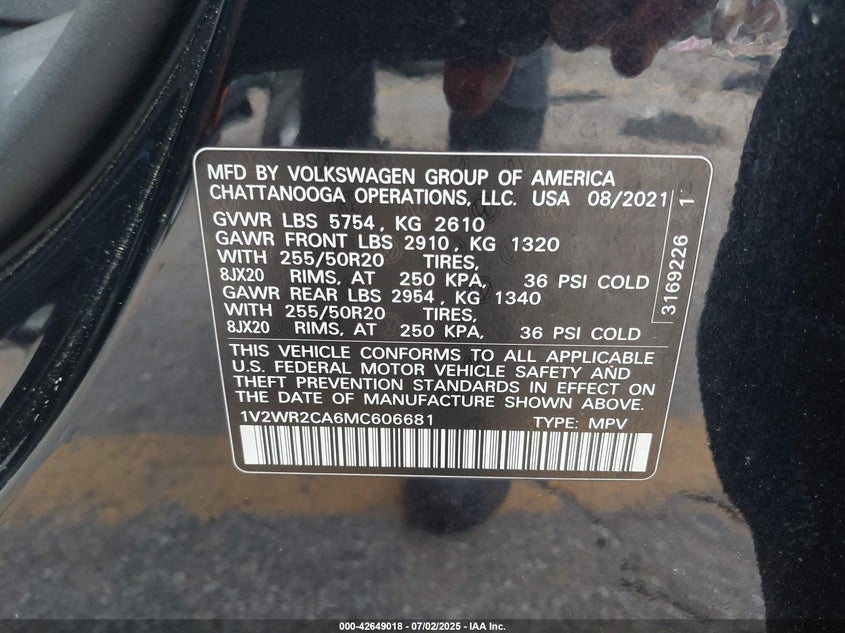 MFD BY VOLKSWAGEN GROUP OF AMERICA
CHATTANOOGA OPERATIONS, LLC. USA 08/2021
GVWR LBS 5754, KG 2610
GAWR FRONT LBS 2910, KG 1320
WITH 255/50R20 TIRES,
8JX20 RIMS, AT 250 KPA, 36 PSI COLD
GAWR REAR LBS 2954, KG 1340
WITH 255/50R20 TIRES,
8JX20 RIMS, AT 250 KPA, 36 PSI COLD
THIS VEHICLE CONFORMS TO ALL APPLICABLE
U.S. FEDERAL MOTOR VEHICLE SAFETY AND
THEFT PREVENTION STANDARDS IN EFFECT ON
THE DATE OF MANUFACTURE SHOWN ABOVE.
1V2WR2CA6MC606681 TYPE: MPV
3169226 1
000-42649018 - 07/02/2025 - IAA Inc.